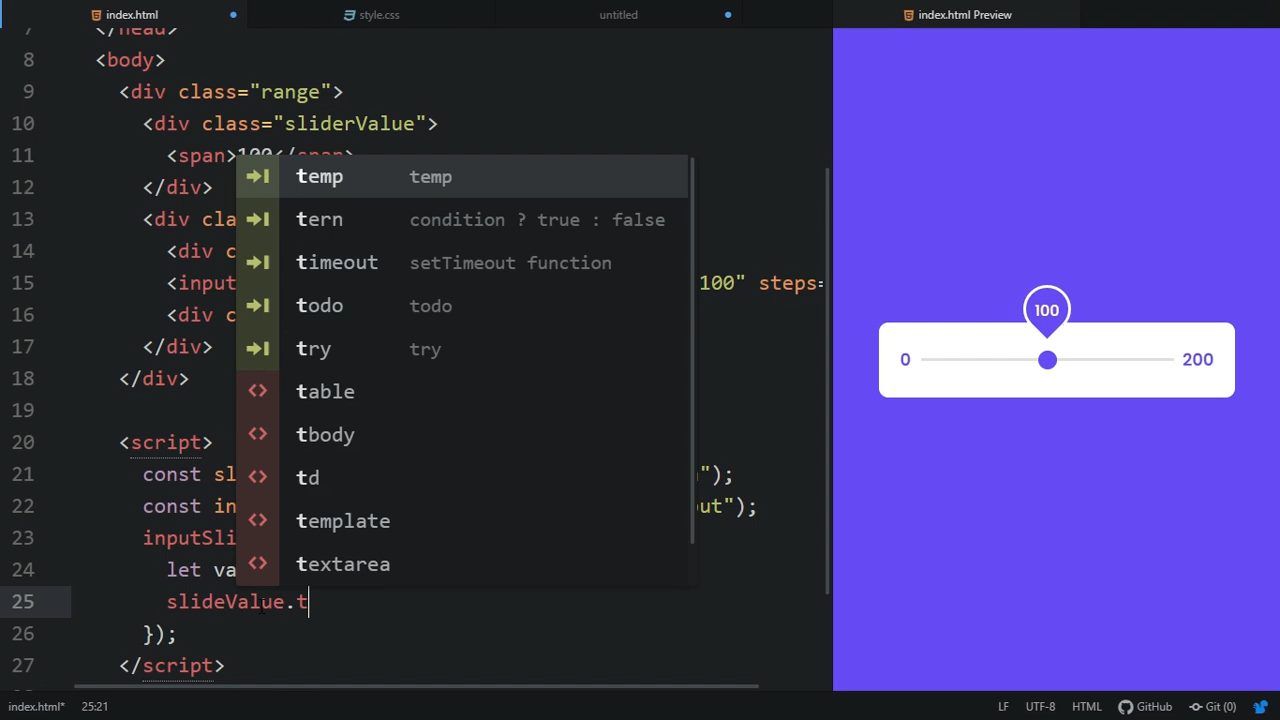 index.html
style.css
untitled
index.html Preview
7 </head>
8 <body>
9 <div class="range">
10 <div class="sliderValue">
11 <span>100</span>
12 </div>
13 <div cla
14 <div c
15 <input 100" steps=
16 <div c
17 </div>
18 </div>
19
20 <script>
21 const sl ");
22 const in out");
23 inputSli
24 let va
25 slideValue.t
26 });
27 </script>
temp temp
tern condition ? true : false
timeout setTimeout function
todo todo
try try
table
tbody
td
template
textarea
100
0 200
index.html* 25:21 LF UTF-8 HTML GitHub Git (0)